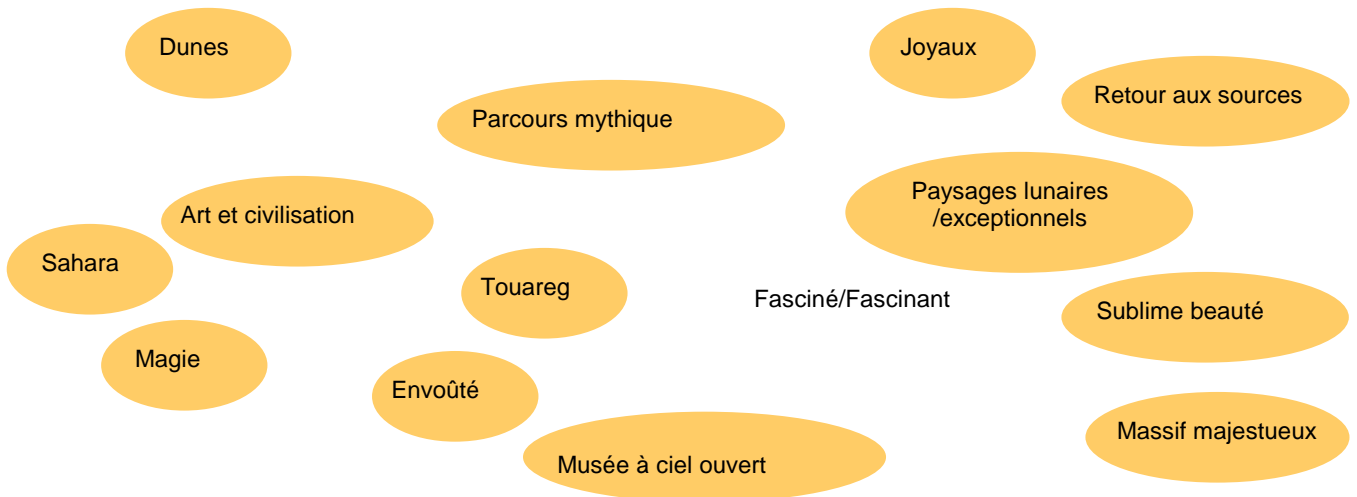 Dunes
Joyaux
Retour aux sources
Parcours mythique
Paysages lunaires
/exceptionnels
Art et civilisation
Sahara
Touareg
Fasciné/Fascinant
Sublime beauté
Magie
Envoûté
Massif majestueux
Musée à ciel ouvert